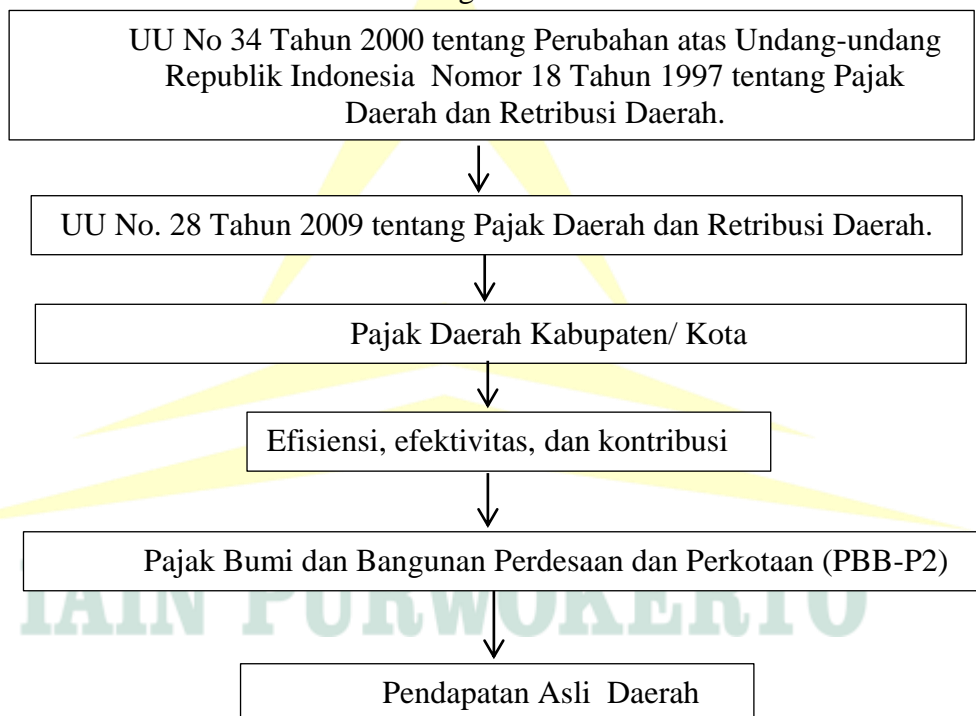 UU No 34 Tahun 2000 tentang Perubahan atas Undang-undang
Republik Indonesia Nomor 18 Tahun 1997 tentang Pajak
Daerah dan Retribusi Daerah.
UU No. 28 Tahun 2009 tentang Pajak Daerah dan Retribusi Daerah.
Pajak Daerah Kabupaten/ Kota
Efisiensi, efektivitas, dan kontribusi
Pajak Bumi dan Bangunan Perdesaan dan Perkotaan (PBB-P2)
IAIN PURWOKERTO
Pendapatan Asli Daerah